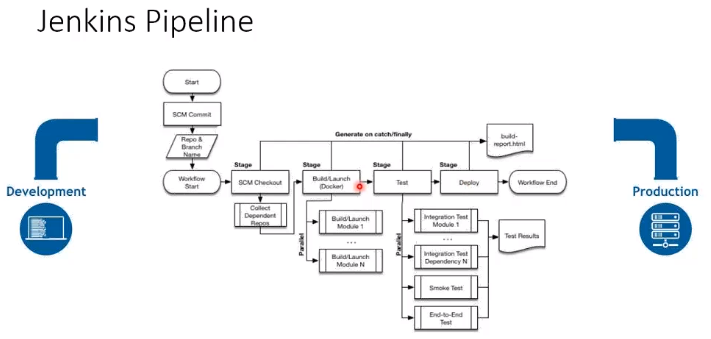 Jenkins Pipeline
Start
SCM Commit
Repo &
Branch
Name
Generate on catch/finally
build-
report.html
Stage
Stage
Stage
Stage
Workflow
Start
SCM Checkout
Build/Launch
(Docker)
Test
Deploy
Workflow End
Development
Production
Collect
Dependent
Repos
Parallel
Build/Launch
Module 1
...
Build/Launch
Module N
Parallel
Integration Test
Module 1
...
Integration Test
Dependency N
Smoke Test
End-to-End
Test
Test Results